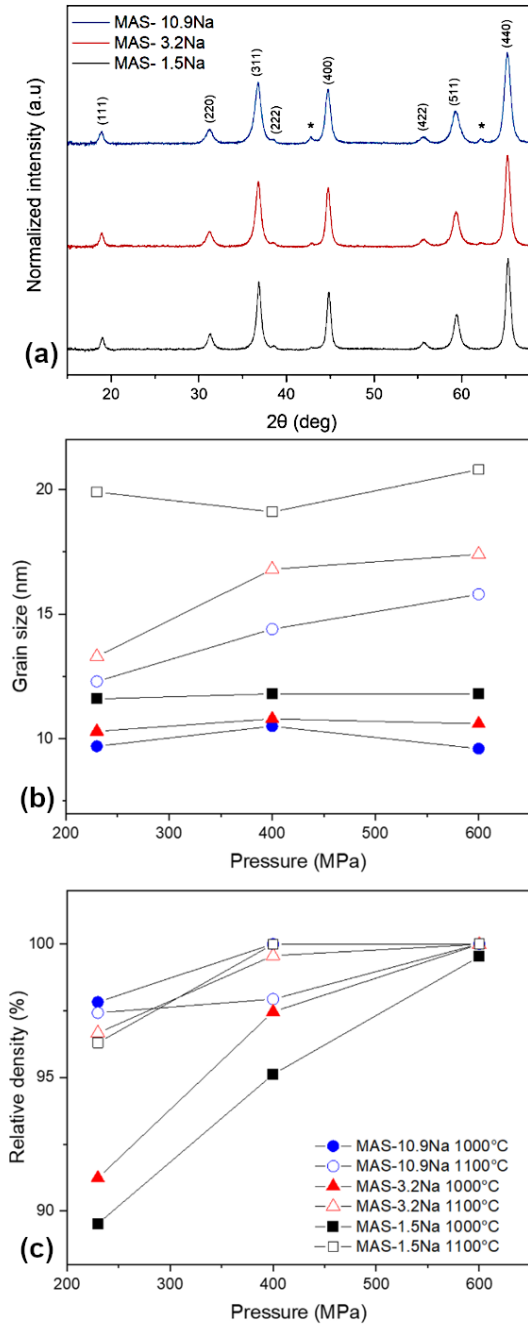 MAS- 10.9Na
MAS- 3.2Na
MAS- 1.5Na
(111)
(220)
(311)
(222)
*
(400)
(422)
(511)
*
(440)
Normalized intensity (a.u)
(a)
20
30
40
50
60
2θ (deg)
20
15
10
Grain size (nm)
(b)
200
300
400
500
600
Pressure (MPa)
100
95
90
Relative density (%)
MAS-10.9Na 1000°C
MAS-10.9Na 1100°C
MAS-3.2Na 1000°C
MAS-3.2Na 1100°C
MAS-1.5Na 1000°C
MAS-1.5Na 1100°C
(c)
200
300
400
500
600
Pressure (MPa)